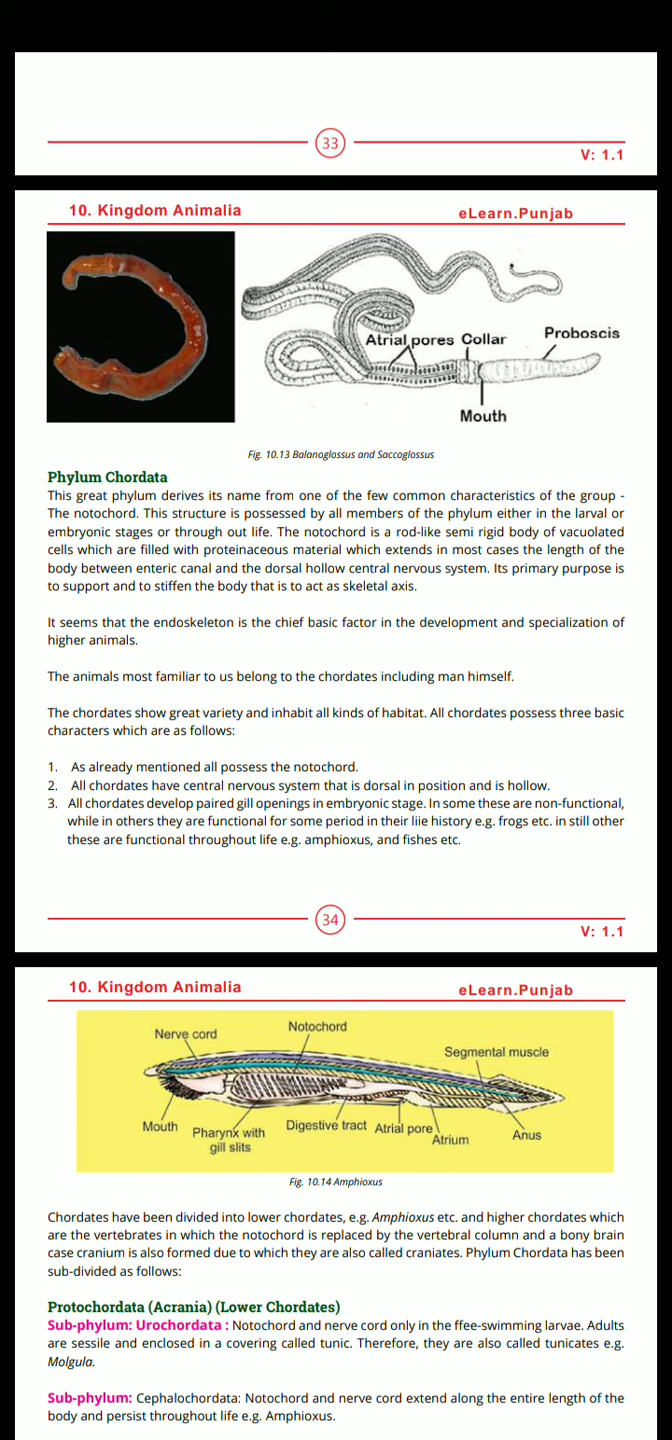 33
V: 1.1
10. Kingdom Animalia
eLearn.Punjab
Atrial pores Collar
Proboscis
Mouth
Fig. 10.13 Balanoglossus and Saccoglossus
Phylum Chordata
This great phylum derives its name from one of the few common characteristics of the group -
The notochord. This structure is possessed by all members of the phylum either in the larval or
embryonic stages or through out life. The notochord is a rod-like semi rigid body of vacuolated
cells which are filled with proteinaceous material which extends in most cases the length of the
body between enteric canal and the dorsal hollow central nervous system. Its primary purpose is
to support and to stiffen the body that is to act as skeletal axis.
It seems that the endoskeleton is the chief basic factor in the development and specialization of
higher animals.
The animals most familiar to us belong to the chordates including man himself.
The chordates show great variety and inhabit all kinds of habitat. All chordates possess three basic
characters which are as follows:
1. As already mentioned all possess the notochord.
2. All chordates have central nervous system that is dorsal in position and is hollow.
3. All chordates develop paired gill openings in embryonic stage. In some these are non-functional,
while in others they are functional for some period in their liie history e.g. frogs etc. in still other
these are functional throughout life e.g. amphioxus, and fishes etc.
34
V: 1.1
10. Kingdom Animalia
eLearn.Punjab
Nerve cord
Notochord
Segmental muscle
Mouth
Pharynx with
gill slits
Digestive tract
Atrial pore
Atrium
Anus
Fig. 10.14 Amphioxus
Chordates have been divided into lower chordates, e.g. Amphioxus etc. and higher chordates which
are the vertebrates in which the notochord is replaced by the vertebral column and a bony brain
case cranium is also formed due to which they are also called craniates. Phylum Chordata has been
sub-divided as follows:
Protochordata (Acrania) (Lower Chordates)
Sub-phylum: Urochordata : Notochord and nerve cord only in the ffee-swimming larvae. Adults
are sessile and enclosed in a covering called tunic. Therefore, they are also called tunicates e.g.
Molgula.
Sub-phylum: Cephalochordata: Notochord and nerve cord extend along the entire length of the
body and persist throughout life e.g. Amphioxus.